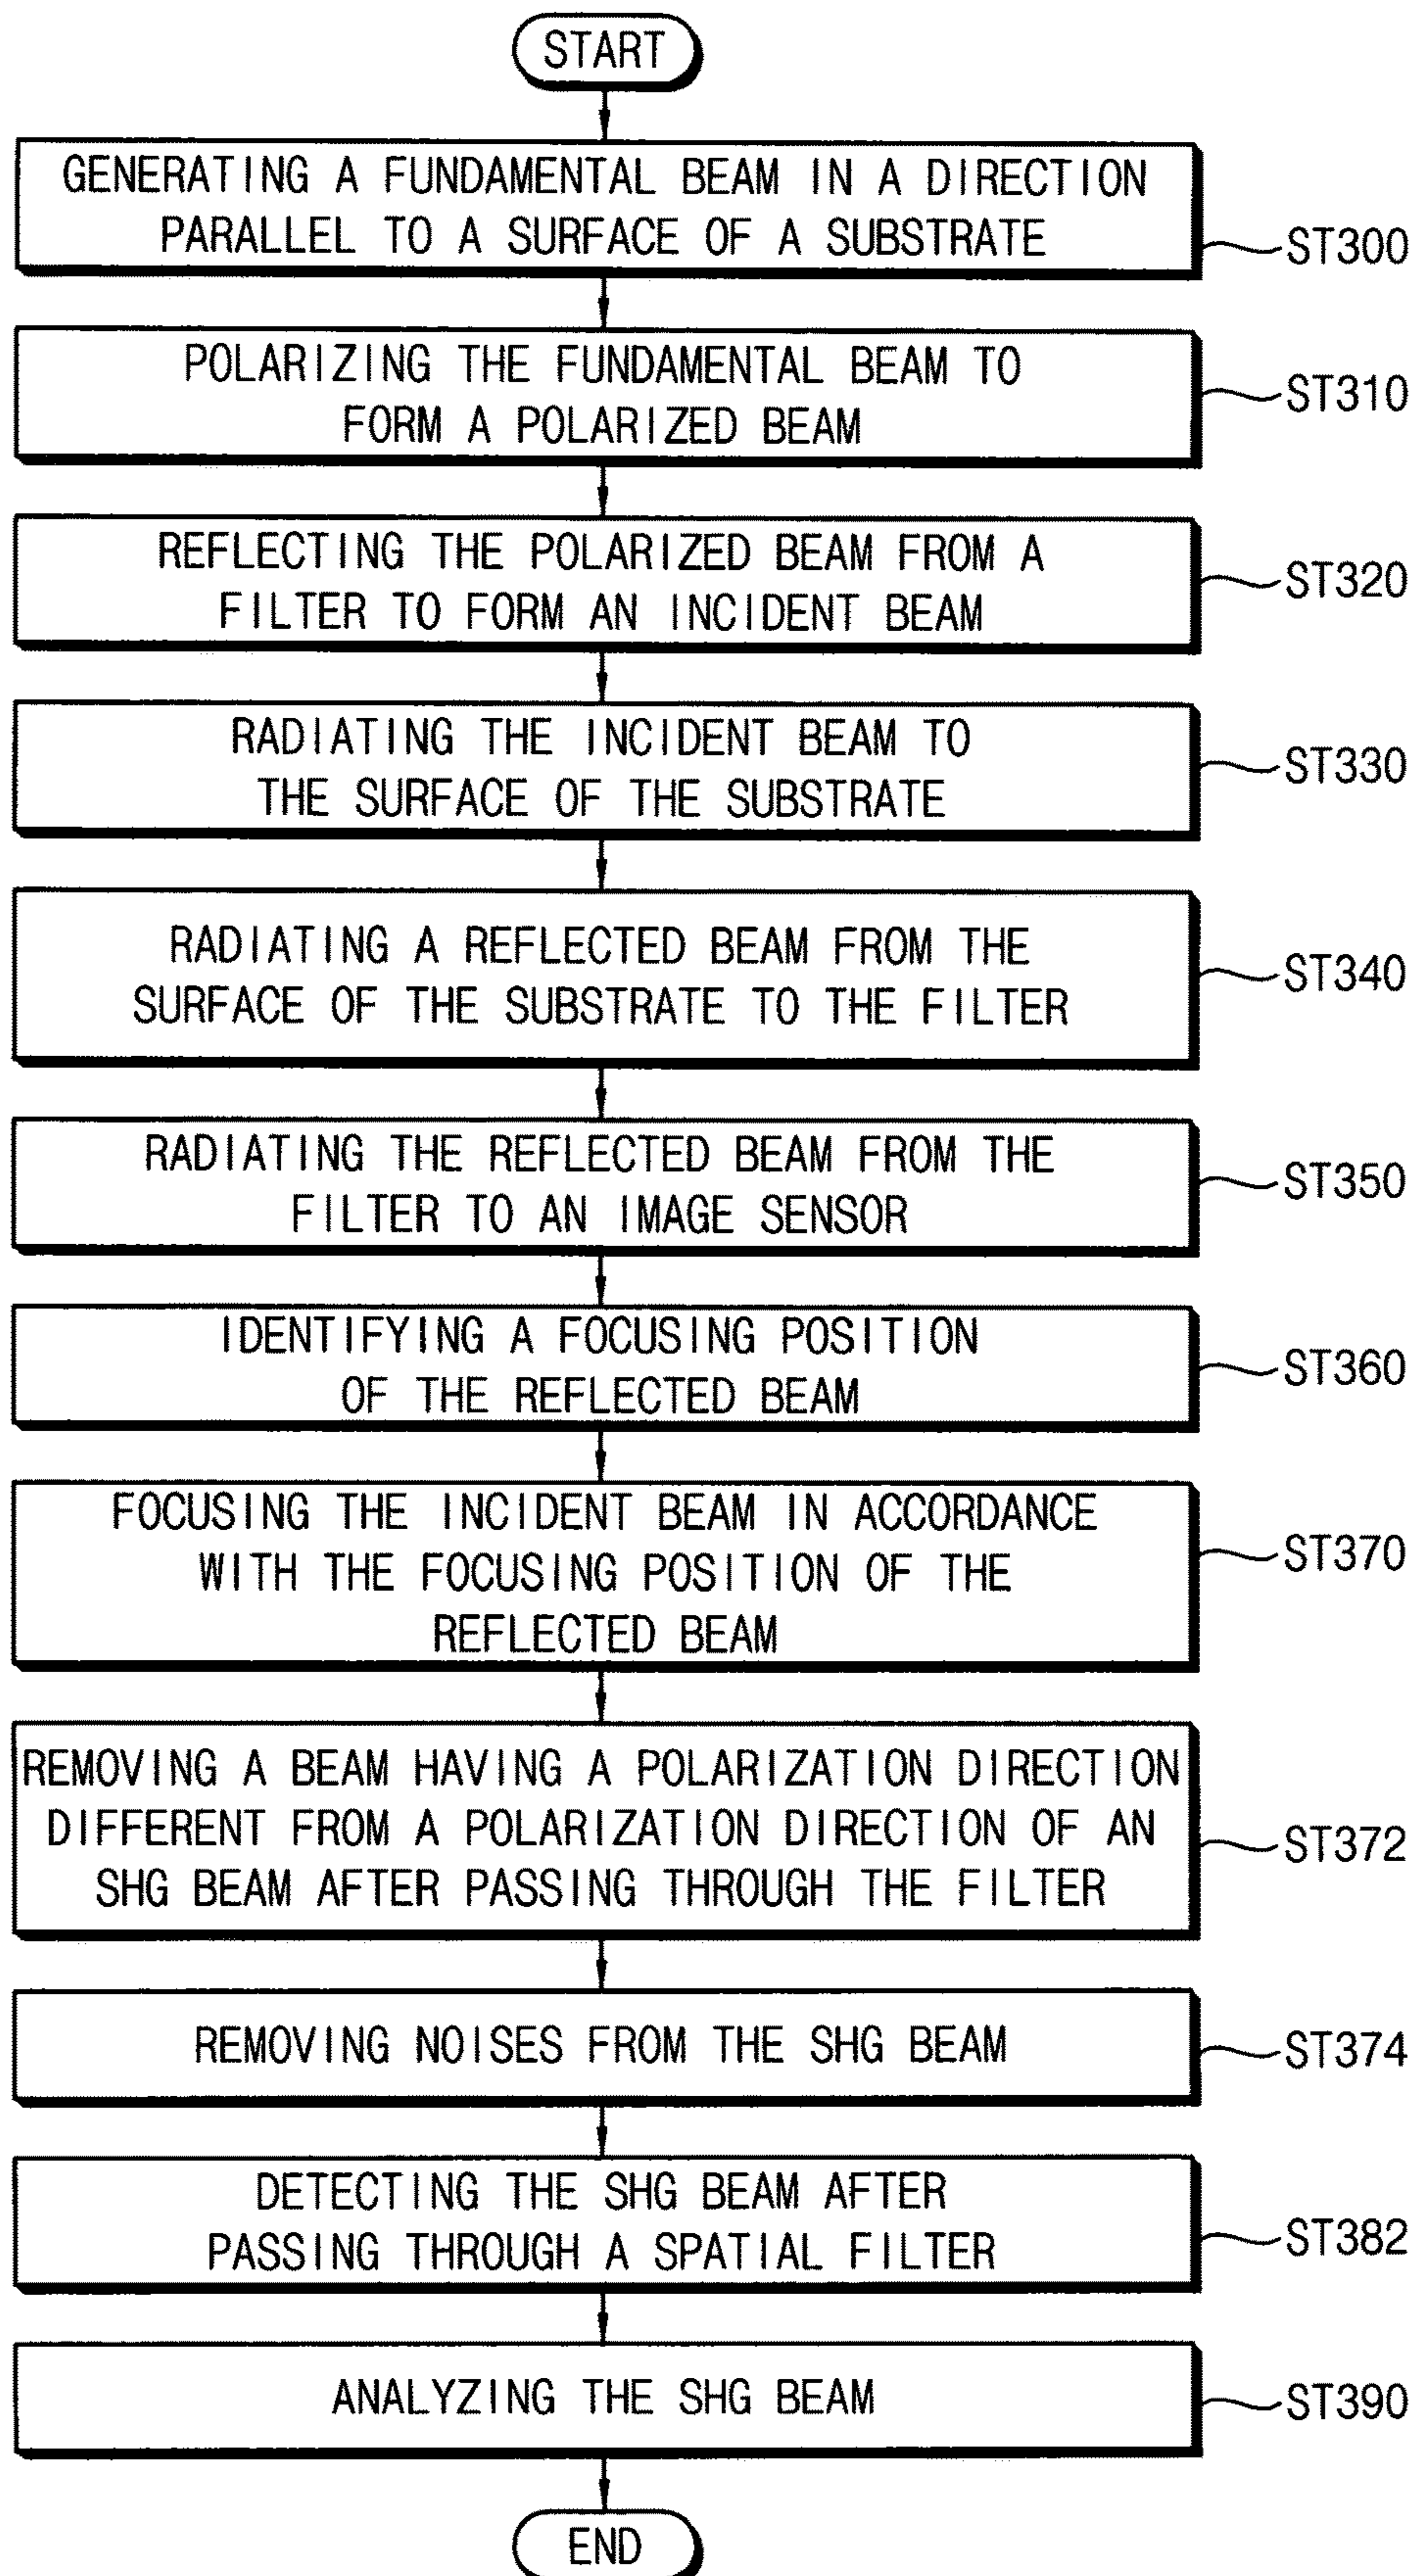 START
GENERATING A FUNDAMENTAL BEAM IN A DIRECTION
PARALLEL TO A SURFACE OF A SUBSTRATE
ST300
POLARIZING THE FUNDAMENTAL BEAM TO
FORM A POLARIZED BEAM
ST310
REFLECTING THE POLARIZED BEAM FROM A
FILTER TO FORM AN INCIDENT BEAM
ST320
RADIATING THE INCIDENT BEAM TO
THE SURFACE OF THE SUBSTRATE
ST330
RADIATING A REFLECTED BEAM FROM THE
SURFACE OF THE SUBSTRATE TO THE FILTER
ST340
RADIATING THE REFLECTED BEAM FROM THE
FILTER TO AN IMAGE SENSOR
ST350
IDENTIFYING A FOCUSING POSITION
OF THE REFLECTED BEAM
ST360
FOCUSING THE INCIDENT BEAM IN ACCORDANCE
WITH THE FOCUSING POSITION OF THE
REFLECTED BEAM
ST370
REMOVING A BEAM HAVING A POLARIZATION DIRECTION
DIFFERENT FROM A POLARIZATION DIRECTION OF AN
SHG BEAM AFTER PASSING THROUGH THE FILTER
ST372
REMOVING NOISES FROM THE SHG BEAM
ST374
DETECTING THE SHG BEAM AFTER
PASSING THROUGH A SPATIAL FILTER
ST382
ANALYZING THE SHG BEAM
ST390
END